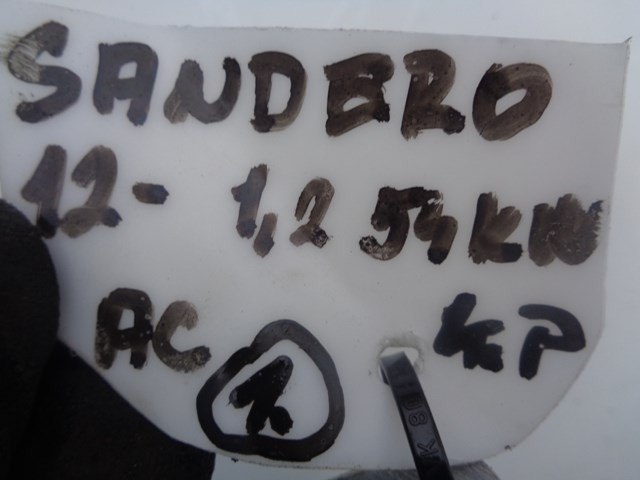 SANDERO
12- 1,2 54kW
AC 1. KP